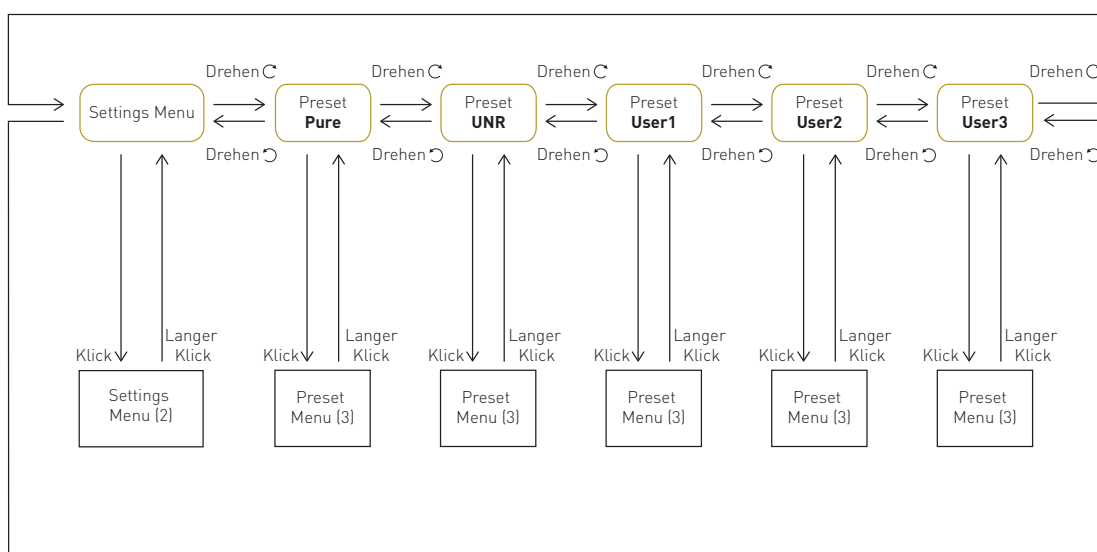 Drehen Drehen Drehen Drehen Drehen Drehen
Settings Menu
Preset
Pure
Preset
UNR
Preset
User1
Preset
User2
Preset
User3
Drehen Drehen Drehen Drehen Drehen Drehen
Klick
Langer
Klick
Klick
Langer
Klick
Klick
Langer
Klick
Klick
Langer
Klick
Klick
Langer
Klick
Klick
Langer
Klick
Settings
Menu (2)
Preset
Menu (3)
Preset
Menu (3)
Preset
Menu (3)
Preset
Menu (3)
Preset
Menu (3)